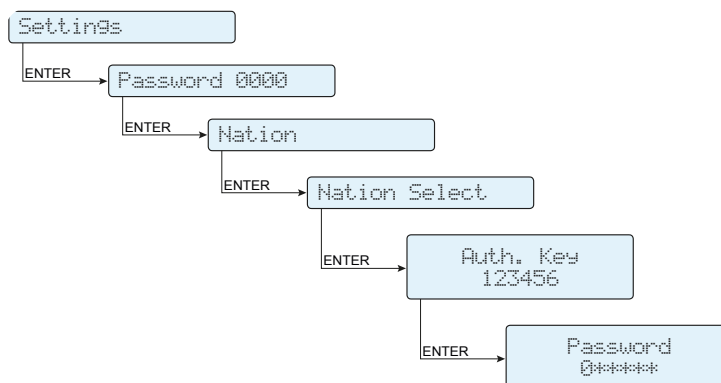 Settings
ENTER
Password 0000
ENTER
Nation
ENTER
Nation Select
ENTER
Auth. Key
123456
ENTER
Password
0*****